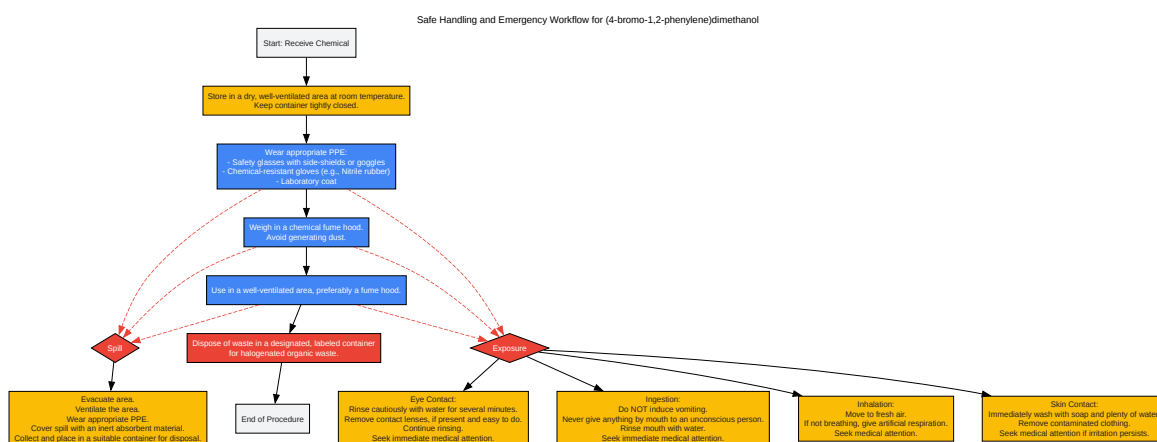 Safe Handling and Emergency Workflow for (4-bromo-1,2-phenylene)dimethanol
Start: Receive Chemical
Store in a dry, well-ventilated area at room temperature.
Keep container tightly closed.
Wear appropriate PPE:
- Safety glasses with side-shields or goggles
- Chemical-resistant gloves (e.g., Nitrile rubber)
- Laboratory coat
Weigh in a chemical fume hood.
Avoid generating dust.
Use in a well-ventilated area, preferably a fume hood.
Spill
Dispose of waste in a designated, labeled container
for halogenated organic waste.
Exposure
Evacuate area.
Ventilate the area.
Wear appropriate PPE.
Cover spill with an inert absorbent material.
Collect and place in a suitable container for disposal.
End of Procedure
Eye Contact:
Rinse cautiously with water for several minutes.
Remove contact lenses, if present and easy to do.
Continue rinsing.
Seek immediate medical attention.
Ingestion:
Do NOT induce vomiting.
Never give anything by mouth to an unconscious person.
Rinse mouth with water.
Seek immediate medical attention.
Inhalation:
Move to fresh air.
If not breathing, give artificial respiration.
Seek medical attention.
Skin Contact:
Immediately wash with soap and plenty of water
Remove contaminated clothing.
Seek medical attention if irritation persists.